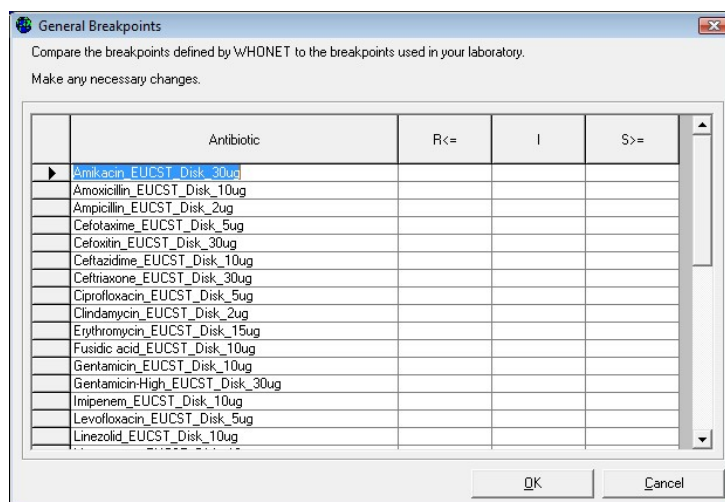 General Breakpoints
Compare the breakpoints defined by WHONET to the breakpoints used in your laboratory.
Make any necessary changes.
Antibiotic R<= I S>=
Amikacin_EUCST_Disk_30ug
Amoxicillin_EUCST_Disk_10ug
Ampicillin_EUCST_Disk_2ug
Cefotaxime_EUCST_Disk_5ug
Cefoxitin_EUCST_Disk_30ug
Ceftazidime_EUCST_Disk_10ug
Ceftriaxone_EUCST_Disk_30ug
Ciprofloxacin_EUCST_Disk_5ug
Clindamycin_EUCST_Disk_2ug
Erythromycin_EUCST_Disk_15ug
Fusidic acid_EUCST_Disk_10ug
Gentamicin_EUCST_Disk_10ug
Gentamicin-High_EUCST_Disk_30ug
Imipenem_EUCST_Disk_10ug
Levofloxacin_EUCST_Disk_5ug
Linezolid_EUCST_Disk_10ug
OK Cancel